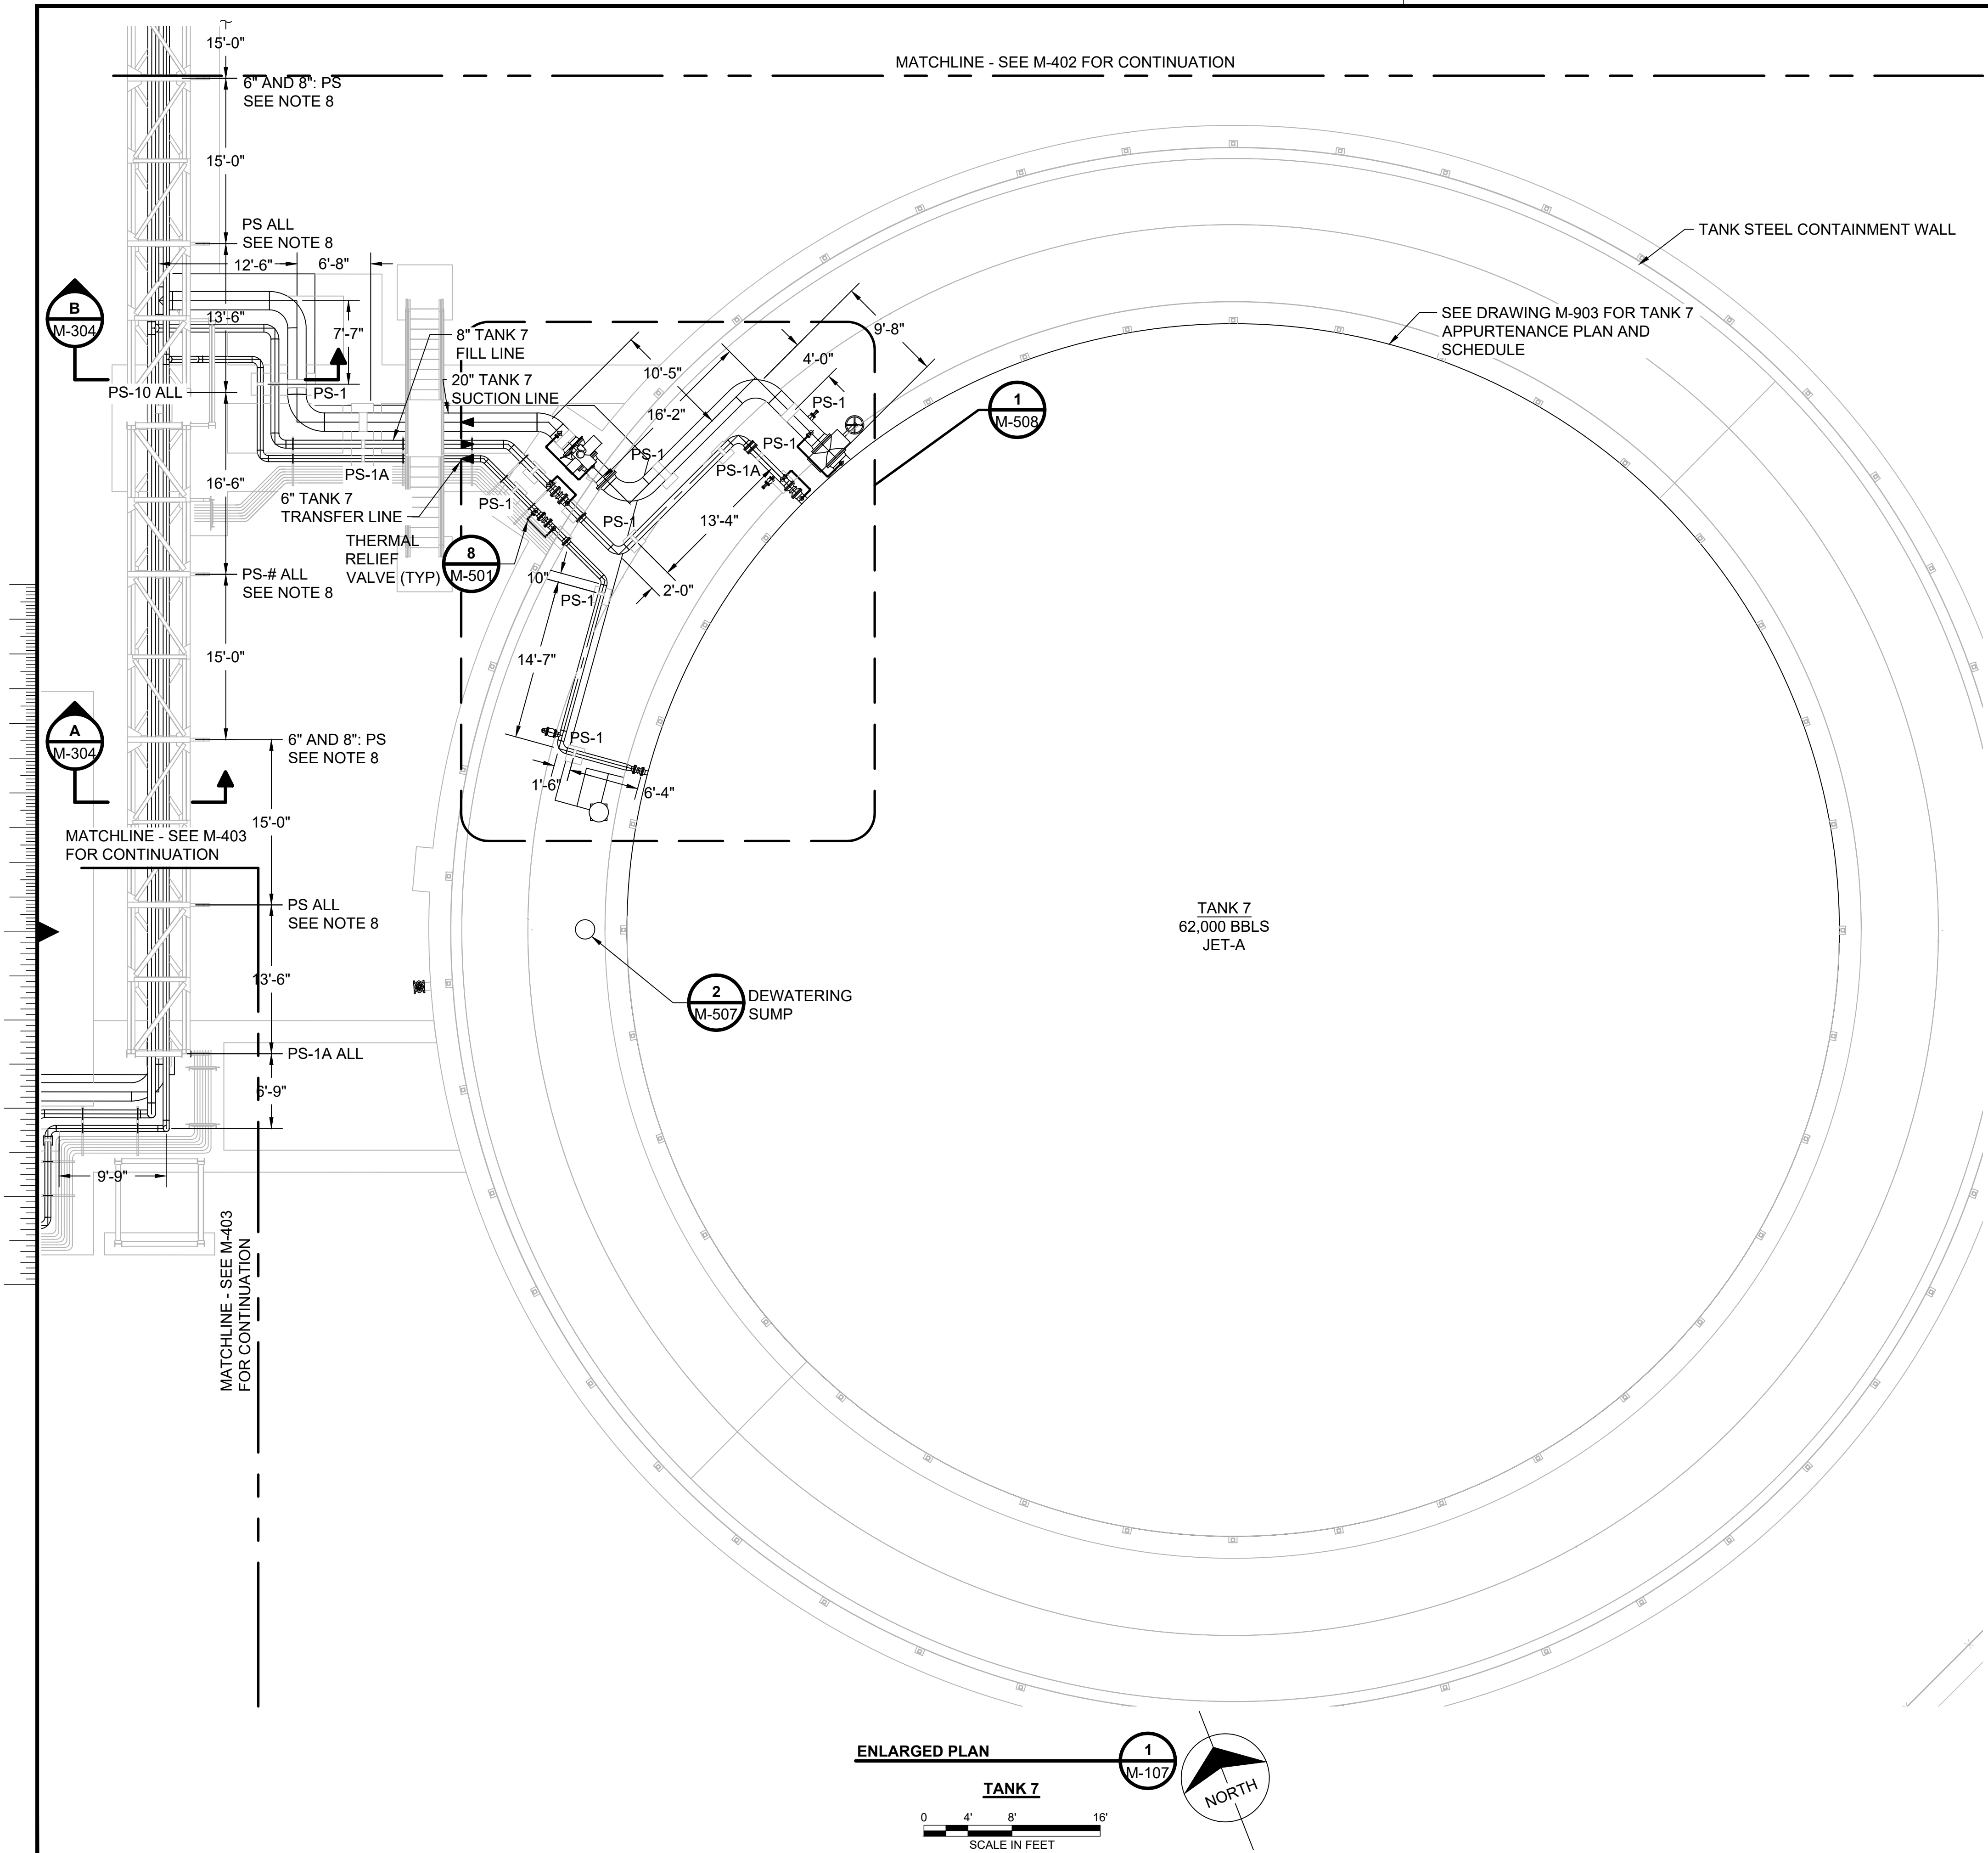 15'-0"
MATCHLINE - SEE M-402 FOR CONTINUATION
6" AND 8": PS
SEE NOTE 8
15'-0"
PS ALL
SEE NOTE 8
12'-6"
6'-8"
TANK STEEL CONTAINMENT WALL
B
M-304
13'-6"
7'-7"
8" TANK 7
FILL LINE
SEE DRAWING M-903 FOR TANK 7
APPURTENANCE PLAN AND
SCHEDULE
9'-8"
4'-0"
10'-5"
20" TANK 7
SUCTION LINE
PS-10 ALL
PS-1
16'-2"
PS-1
1
M-508
PS-1
PS-1
PS-1A
PS-1A
16'-6"
6" TANK 7
TRANSFER LINE
PS-1
PS-1
13'-4"
THERMAL
RELIEF
VALVE (TYP)
8
M-501
PS-# ALL
SEE NOTE 8
10"
2'-0"
PS-1
15'-0"
14'-7"
A
M-304
6" AND 8": PS
SEE NOTE 8
PS-1
1'-6"
6'-4"
15'-0"
MATCHLINE - SEE M-403
FOR CONTINUATION
PS ALL
SEE NOTE 8
TANK 7
62,000 BBLS
JET-A
13'-6"
2
M-507
DEWATERING
SUMP
PS-1A ALL
6'-9"
9'-9"
MATCHLINE - SEE M-403
FOR CONTINUATION
ENLARGED PLAN
1
M-107
TANK 7
NORTH
0 4' 8' 16'
SCALE IN FEET